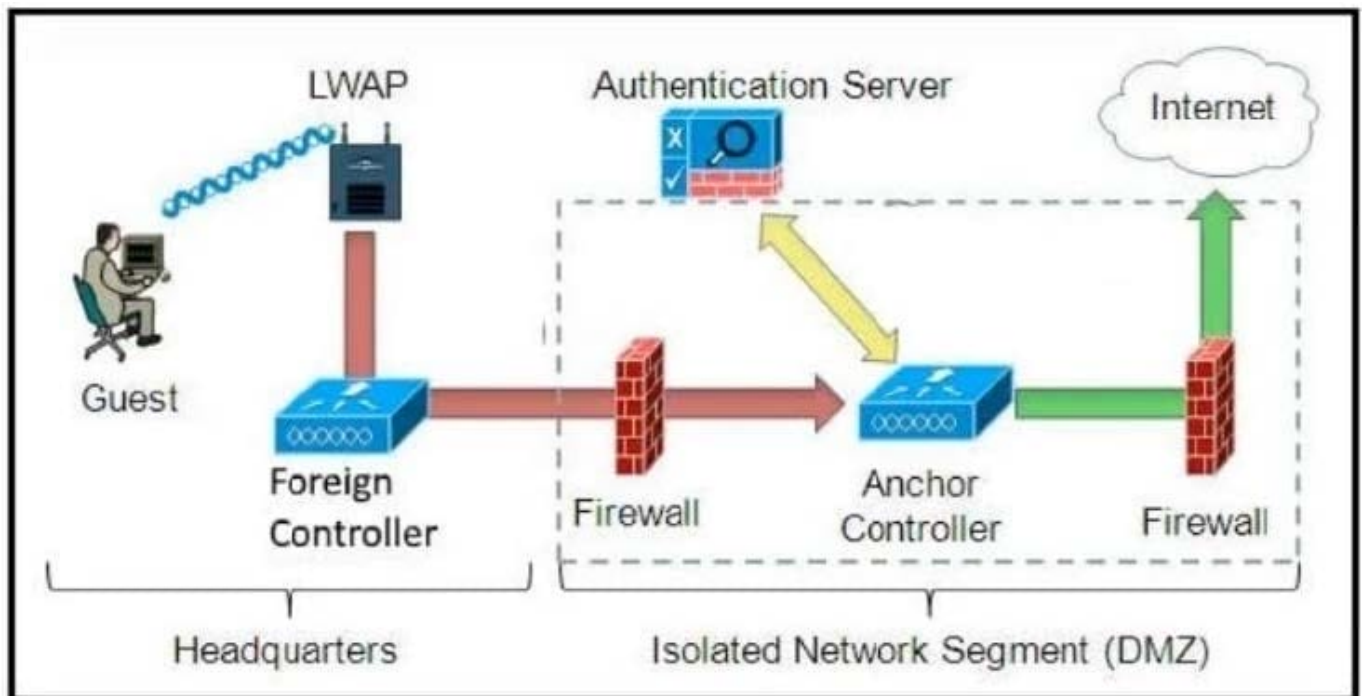 LWAP
Authentication Server
Internet
X
Guest
Foreign
Controller
Firewall
Anchor
Controller
Firewall
Headquarters
Isolated Network Segment (DMZ)